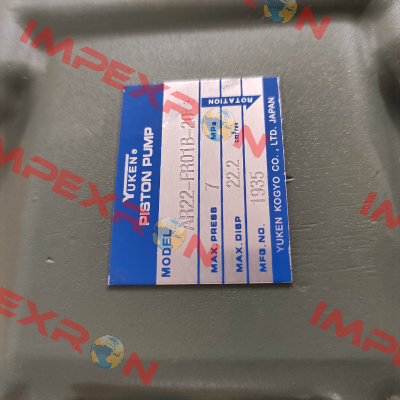 YUKEN®
PISTON PUMP
MODEL AR22-FR01B-20
MAX. PRESS 7 MPa
MAX. DISP 22.2 cm³/rev
MFG. NO. 1935
ROTATION
YUKEN KOGYO CO., LTD. JAPAN
IMPEXRON
IMPEXRON
IMPEXRON
IMPEXRON